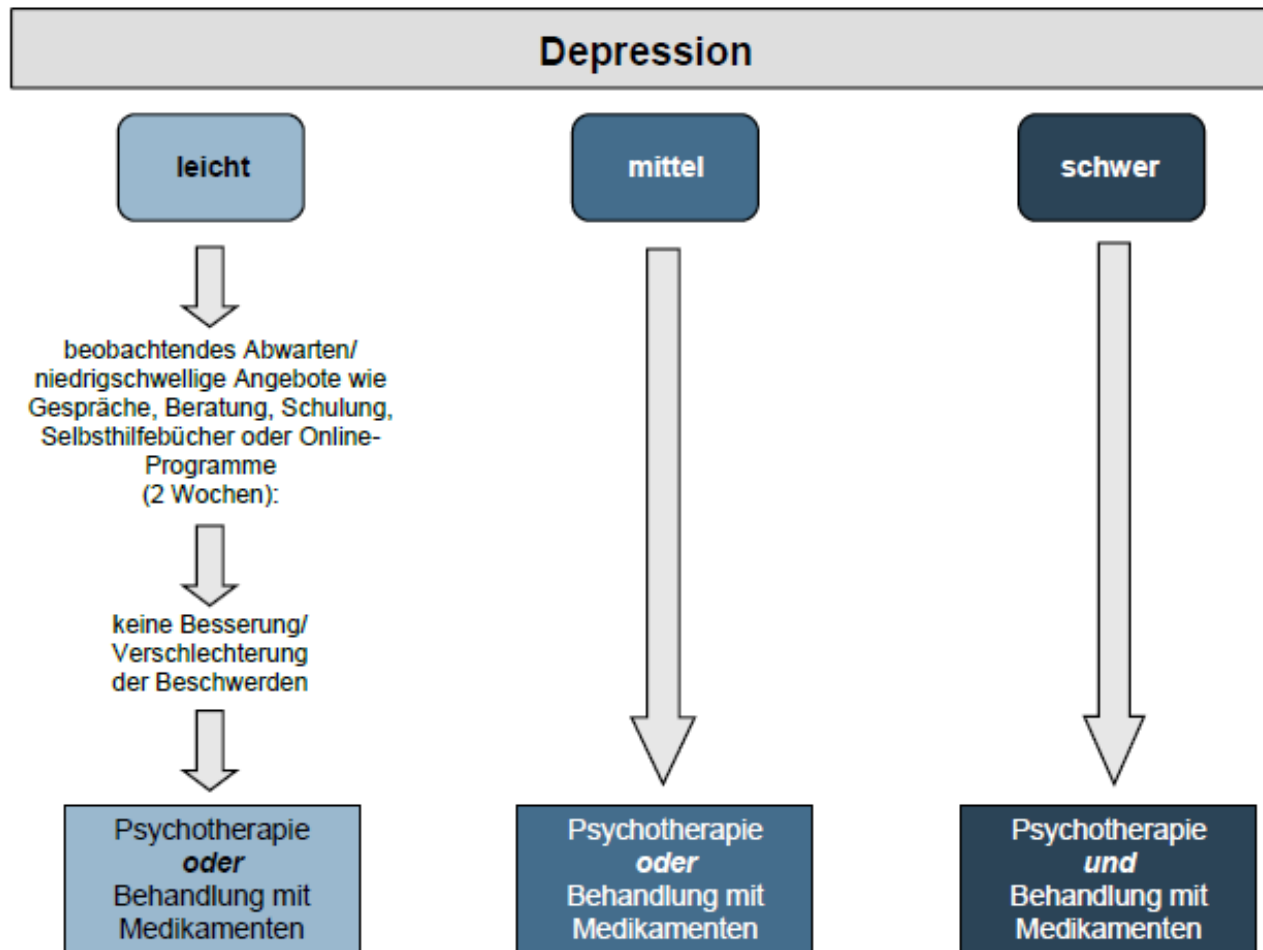 Depression
leicht
mittel
schwer
beobachtendes Abwarten/
niedrigschwellige Angebote wie
Gespräche, Beratung, Schulung,
Selbsthilfebücher oder Online-
Programme
(2 Wochen):
keine Besserung/
Verschlechterung
der Beschwerden
Psychotherapie
oder
Behandlung mit
Medikamenten
Psychotherapie
oder
Behandlung mit
Medikamenten
Psychotherapie
und
Behandlung mit
Medikamenten